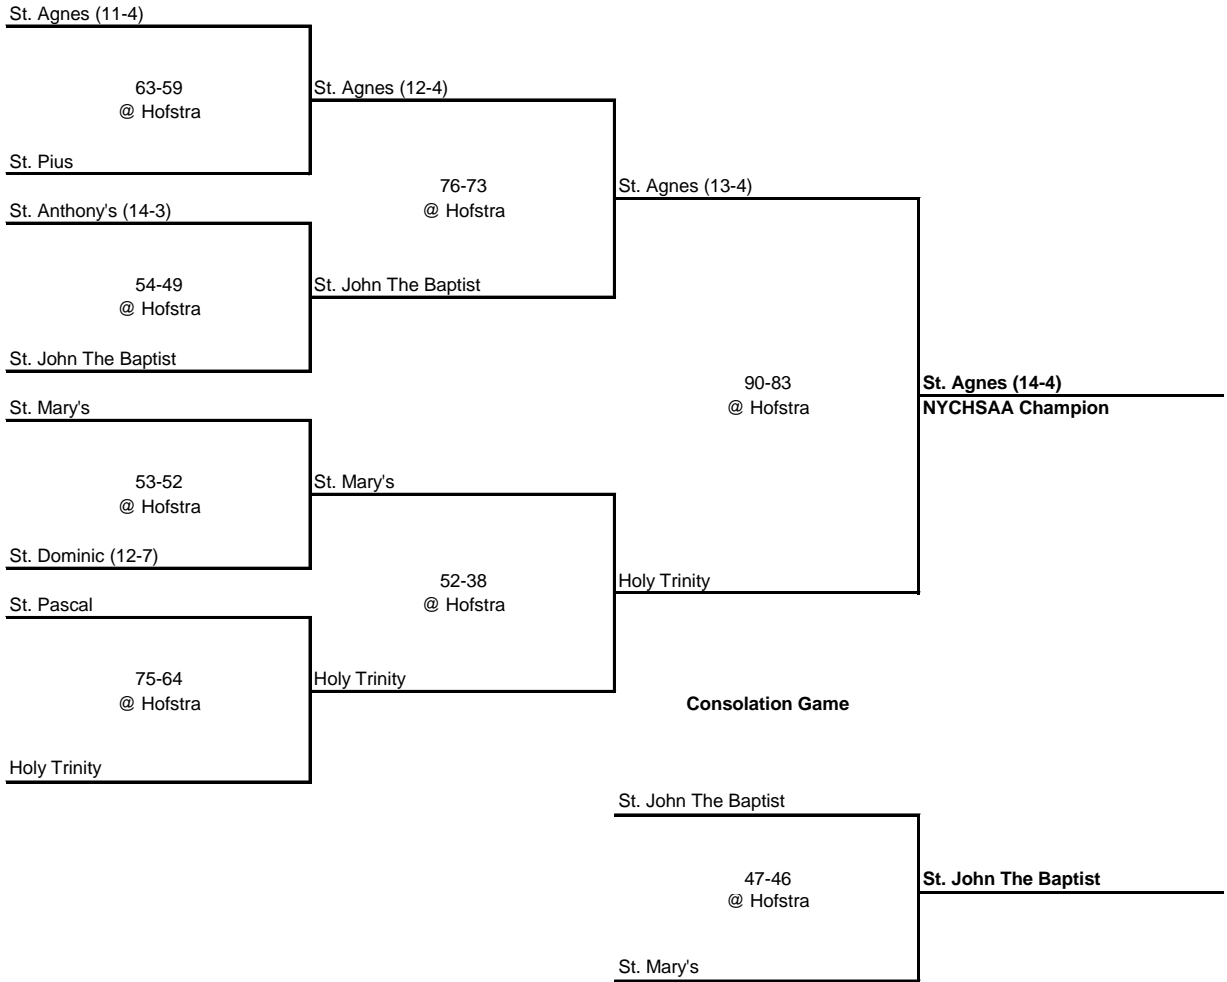 St. Agnes (11-4)
63-59
@ Hofstra
St. Agnes (12-4)
St. Pius
76-73
@ Hofstra
St. Agnes (13-4)
St. Anthony's (14-3)
54-49
@ Hofstra
St. John The Baptist
St. John The Baptist
90-83
@ Hofstra
St. Agnes (14-4)
NYCHSAA Champion
St. Mary's
53-52
@ Hofstra
St. Mary's
St. Dominic (12-7)
52-38
@ Hofstra
Holy Trinity
St. Pascal
75-64
@ Hofstra
Holy Trinity
Consolation Game
Holy Trinity
St. John The Baptist
47-46
@ Hofstra
St. John The Baptist
St. Mary's